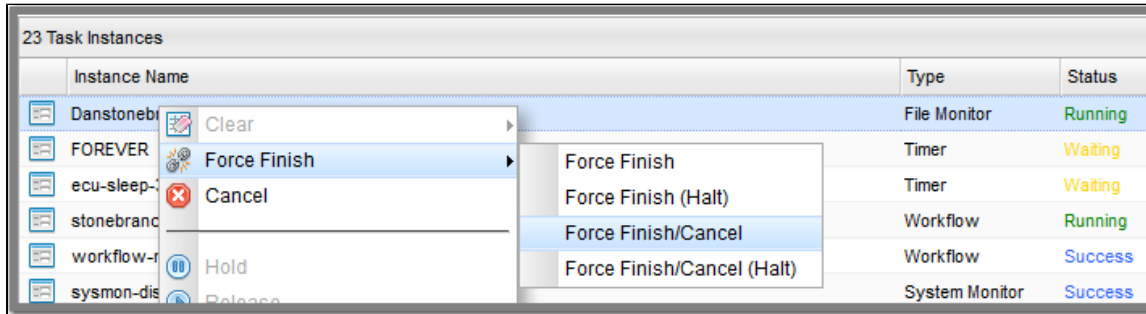 23 Task Instances
Instance Name Type Status
Danstoneb File Monitor Running
Clear
FOREVER Timer Waiting
Force Finish
Force Finish
ecu-sleep- Timer Waiting
Cancel
Force Finish (Halt)
stonebranc Workflow Running
Force Finish/Cancel
workflow-r Workflow Success
Hold
Force Finish/Cancel (Halt)
sysmon-dis System Monitor Success
Release